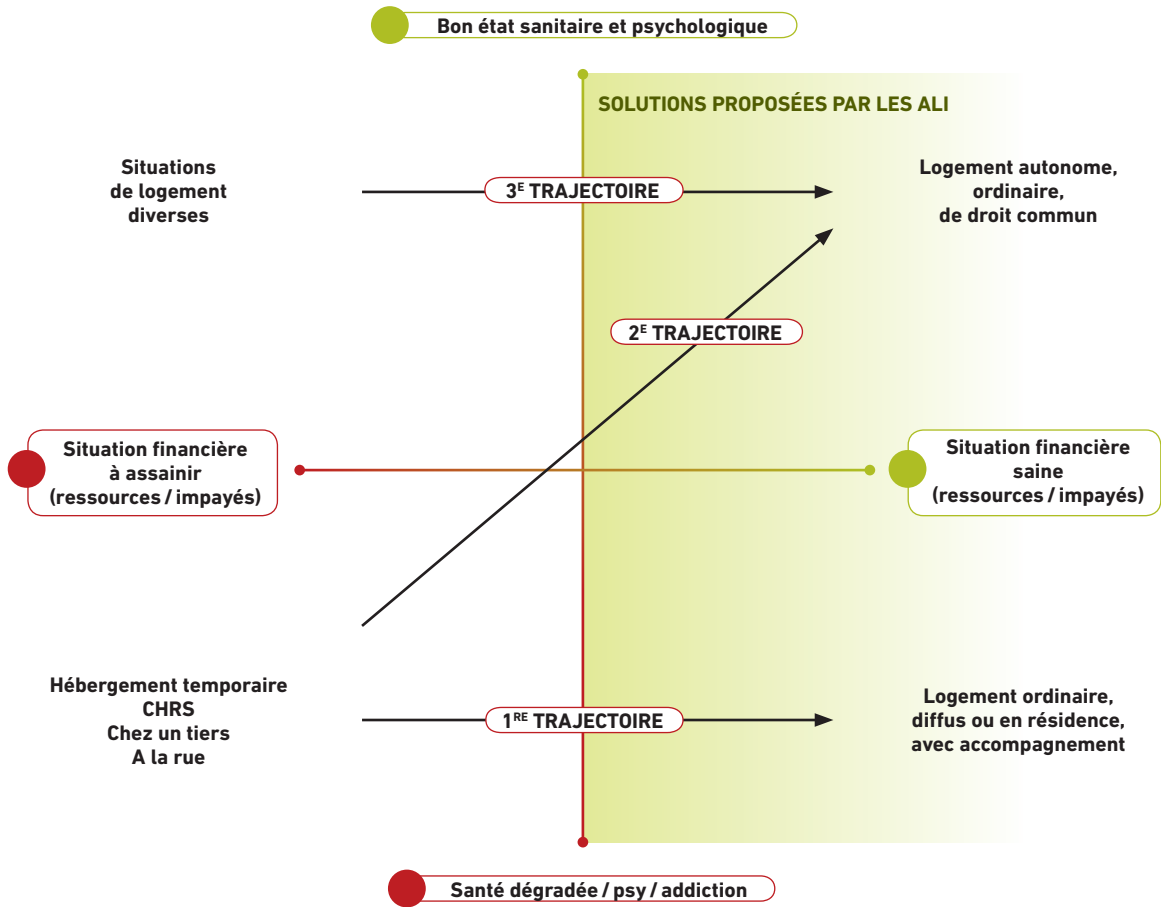 Bon état sanitaire et psychologique
SOLUTIONS PROPOSÉES PAR LES ALI
Situations
de logement
diverses
3E TRAJECTOIRE
Logement autonome,
ordinaire,
de droit commun
2E TRAJECTOIRE
Situation financière
à assainir
(ressources / impayés)
Situation financière
saine
(ressources / impayés)
Hébergement temporaire
CHRS
Chez un tiers
A la rue
1RE TRAJECTOIRE
Logement ordinaire,
diffus ou en résidence,
avec accompagnement
Santé dégradée / psy / addiction